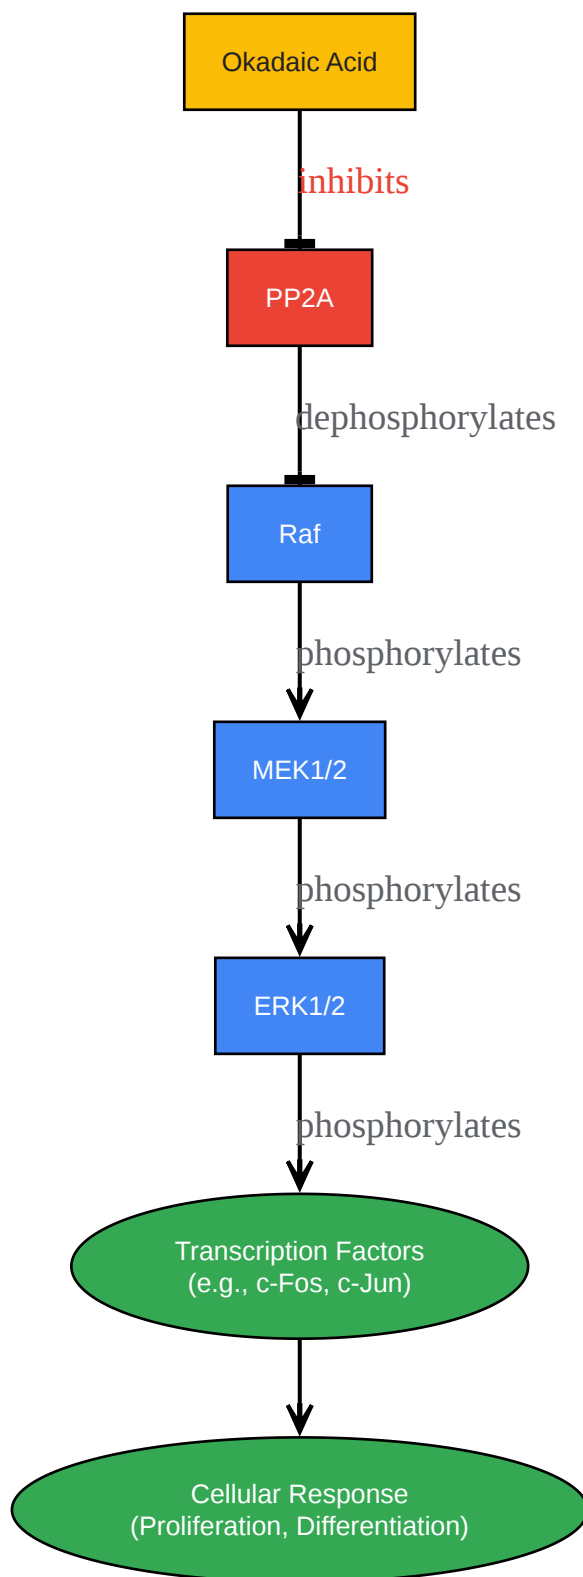 Okadaic Acid
inhibits
PP2A
dephosphorylates
Raf
phosphorylates
MEK1/2
phosphorylates
ERK1/2
phosphorylates
Transcription Factors
(e.g., c-Fos, c-Jun)
Cellular Response
(Proliferation, Differentiation)